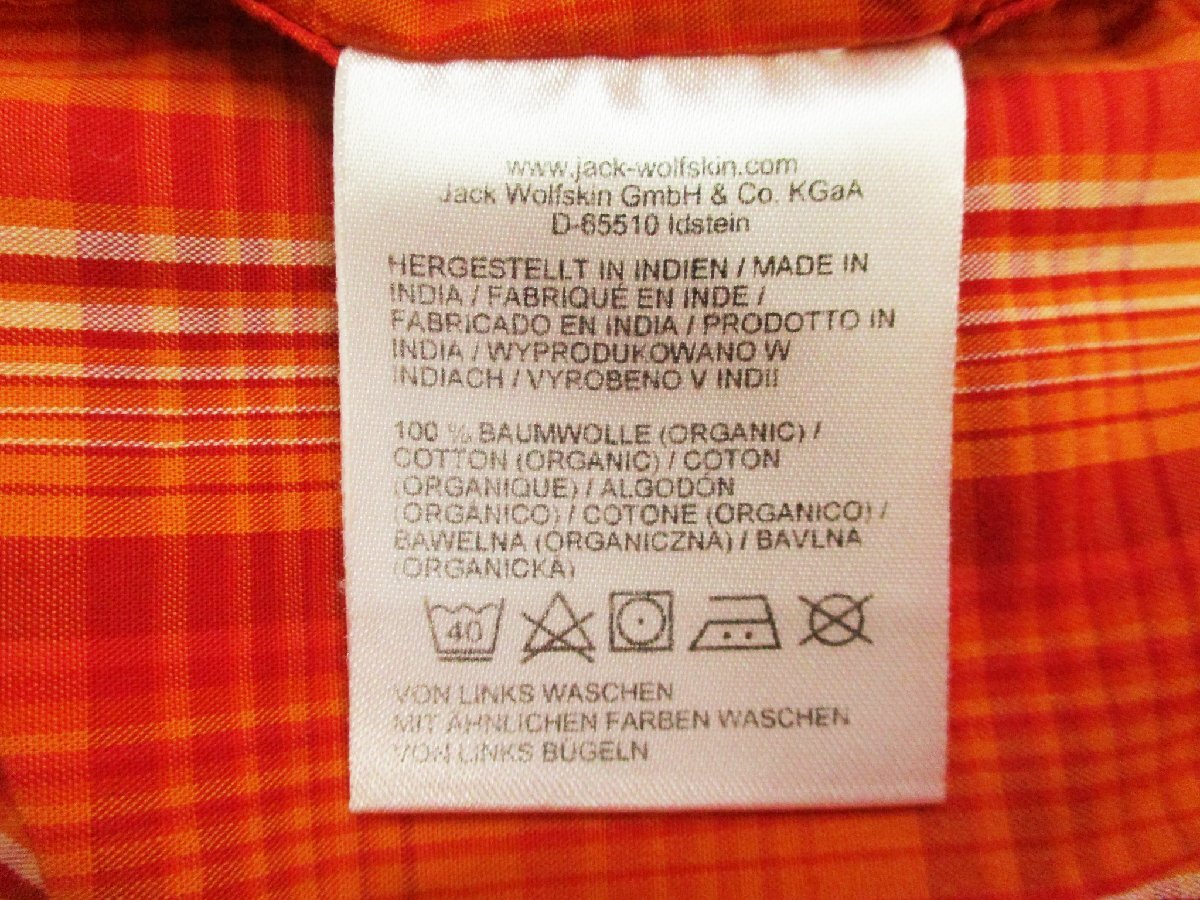 www.jack-wolfskin.com
Jack Wolfskin GmbH & Co. KGaA
D-65510 Idstein
HERGESTELLT IN INDIEN / MADE IN
INDIA / FABRIQUÉ EN INDE /
FABRICADO EN INDIA / PRODOTTO IN
INDIA / WYPRODUKOWANO W
INDIACH / VYROBENO V INDII
100 % BAUMWOLLE (ORGANIC) /
COTTON (ORGANIC) / COTON
(ORGANIQUE) / ALGODÓN
(ORGÁNICO) / COTONE (ORGANICO) /
BAWEŁNA (ORGANICZNA) / BAVLNA
(ORGANICKÁ)
40
VON LINKS WASCHEN
MIT ÄHNLICHEN FARBEN WASCHEN
VON LINKS BÜGELN